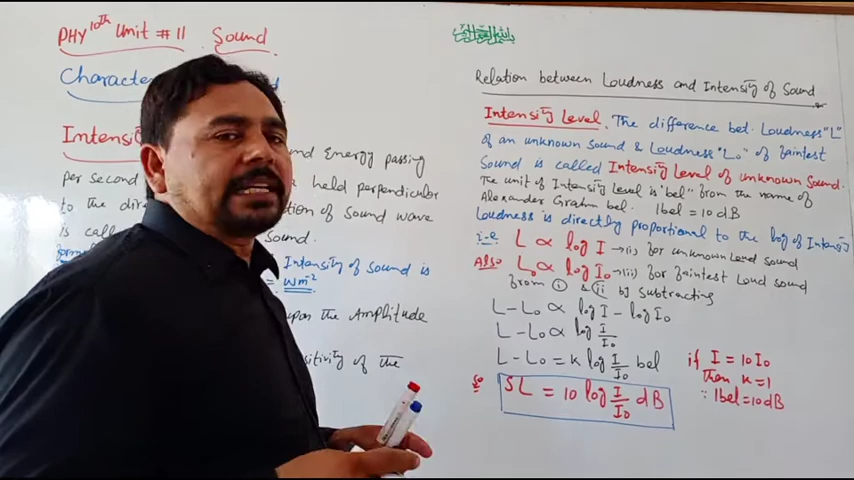 PHY 10th Unit # 11 Sound
Intensi
and Energy passing
per second held perpendicular
to the dir tion of Sound wave
is call Sound.
Intensity of Sound is
= wm⁻²
upon the Amplitude
sitivity of the
Relation between Loudness and Intensity of Sound
Intensity Level. The difference bet. Loudness "L"
of an unknown sound & Loudness "L₀" of faintest
Sound is called Intensity Level of unknown Sound.
The unit of Intensity level is "bel" from the name of
Alexander Grahm bel. 1bel = 10 dB
Loudness is directly proportional to the log of Intensity
i-e L ∝ log I → (i) for unknown Loud sound
Also L₀ ∝ log I₀ → (ii) for faintest Loud sound
from (i) & (ii) by subtracting
L - L₀ ∝ log I - log I₀
L - L₀ ∝ log I/I₀
L - L₀ = K log I/I₀ bel
so SL = 10 log I/I₀ dB
if I = 10 I₀
Then K = 1
∵ 1bel = 10 dB